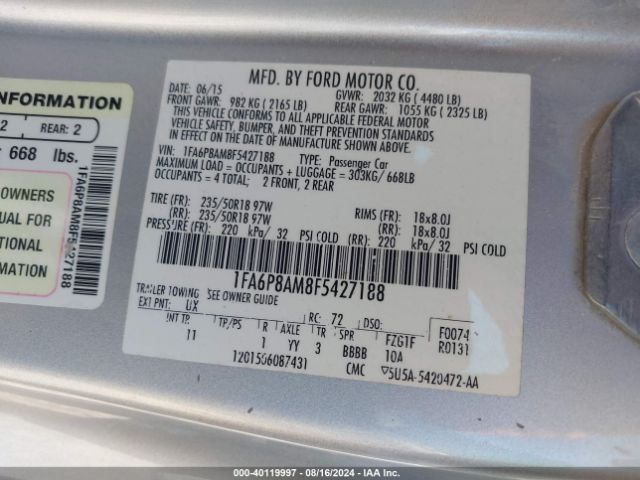 INFORMATION
2 REAR: 2
668 lbs.
OWNERS
UAL FOR
TIONAL
MATION
1FA6P8AM8F5427188
MFD. BY FORD MOTOR CO.
DATE: 06/15 GVWR: 2032 KG ( 4480 LB)
FRONT GAWR: 982 KG ( 2165 LB) REAR GAWR: 1055 KG ( 2325 LB)
THIS VEHICLE CONFORMS TO ALL APPLICABLE FEDERAL MOTOR
VEHICLE SAFETY, BUMPER, AND THEFT PREVENTION STANDARDS
IN EFFECT ON THE DATE OF MANUFACTURE SHOWN ABOVE.
VIN: 1FA6P8AM8F5427188 TYPE: Passenger Car
MAXIMUM LOAD = OCCUPANTS + LUGGAGE = 303KG/ 668LB
OCCUPANTS = 4 TOTAL; 2 FRONT, 2 REAR
TIRE (FR): 235/50R18 97W RIMS (FR): 18x8.0J
(RR): 235/50R18 97W (RR): 18x8.0J
PRESSURE (FR): 220 kPa/ 32 PSI COLD (RR): 220 kPa/ 32 PSI COLD
1FA6P8AM8F5427188
TRAILER TOWING SEE OWNER GUIDE
EXT PNT: UX RC: 72 DSO: F0074
INT TR TP/PS R AXLE TR SPR FZG1F R0131
11 1 YY 3 BBBB 10A
1201506087431 CMC 5U5A-5420472-AA
000-40119997 - 08/16/2024 - IAAI.com